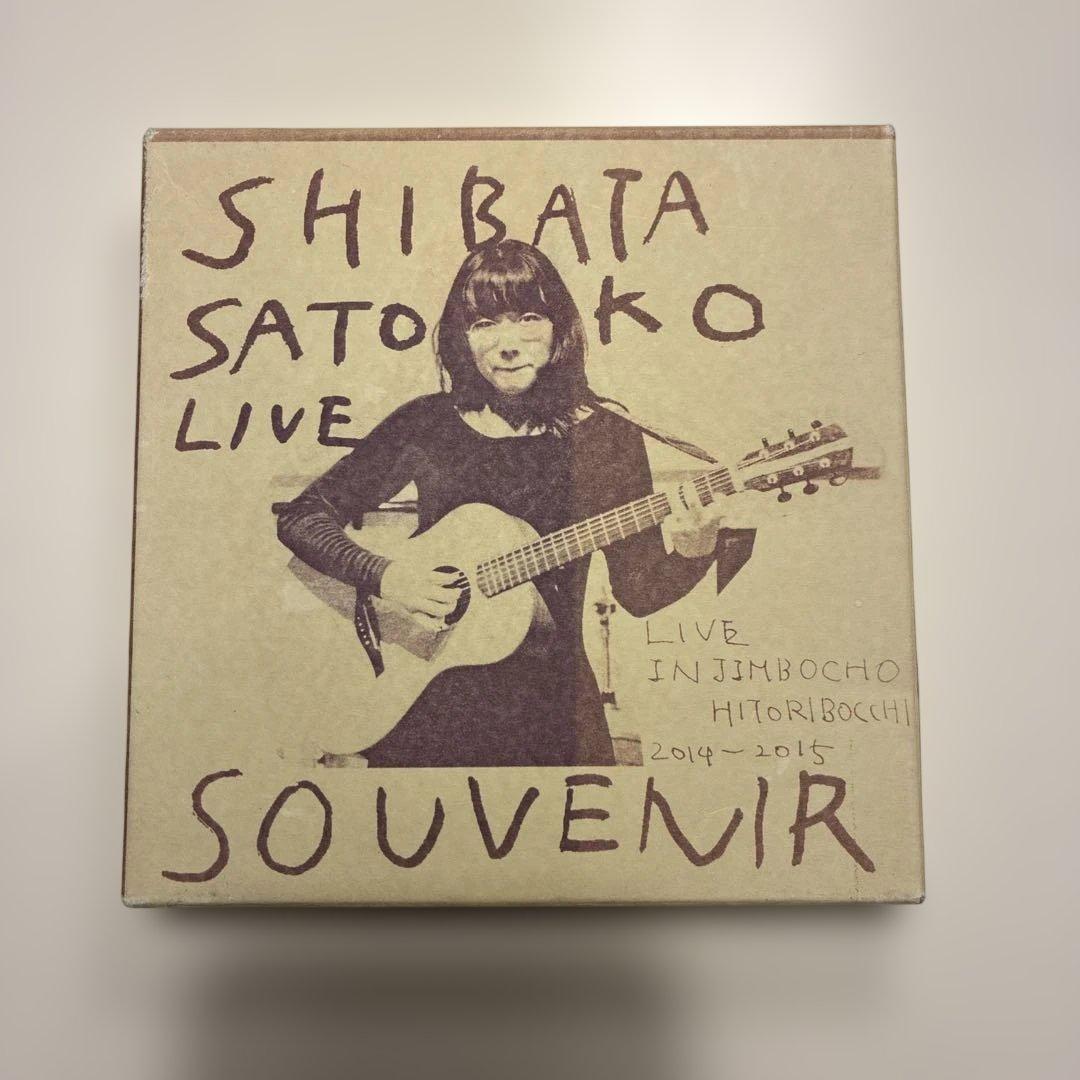 SHIBATA
SATOKO
LIVE
LIVE
IN JIMBOCHO
HITORIBOCCHI
2014-2015
SOUVENIR